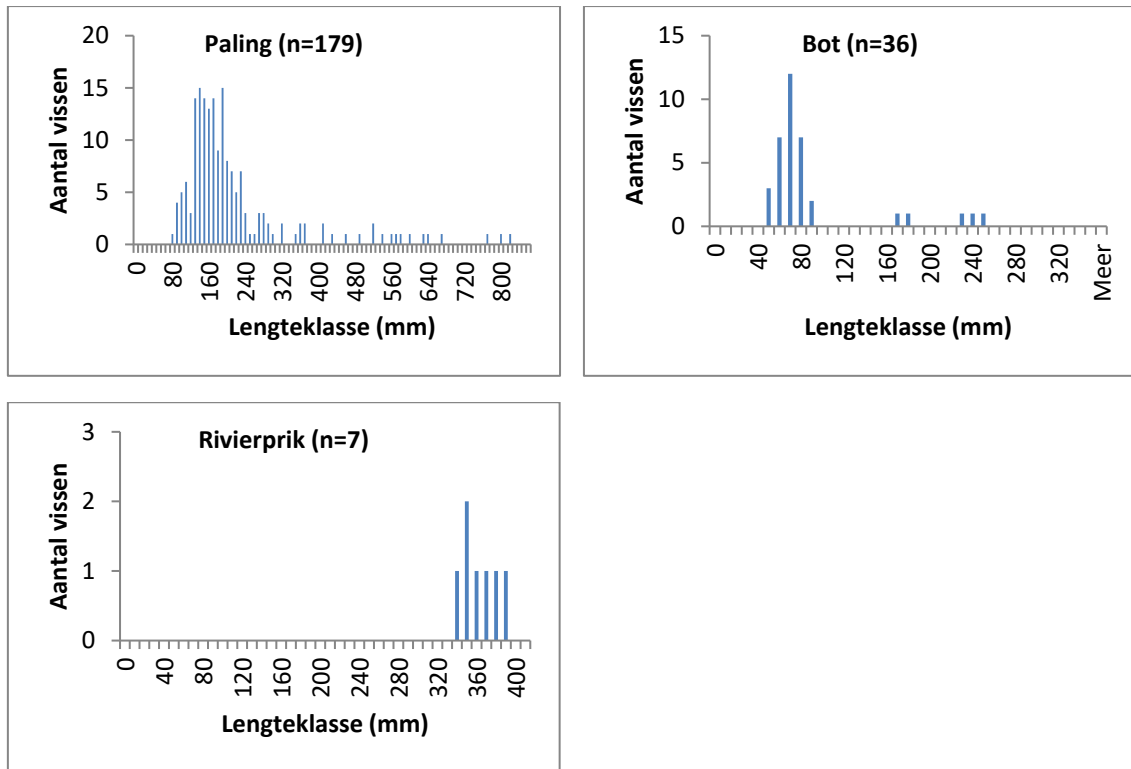 Paling (n=179)
Aantal vissen
20
15
10
5
0
0 80 160 240 320 400 480 560 640 720 800
Lengteklasse (mm)
Bot (n=36)
Aantal vissen
15
10
5
0
0 40 80 120 160 200 240 280 320 Meer
Lengteklasse (mm)
Rivierprik (n=7)
Aantal vissen
3
2
1
0
0 40 80 120 160 200 240 280 320 360 400
Lengteklasse (mm)